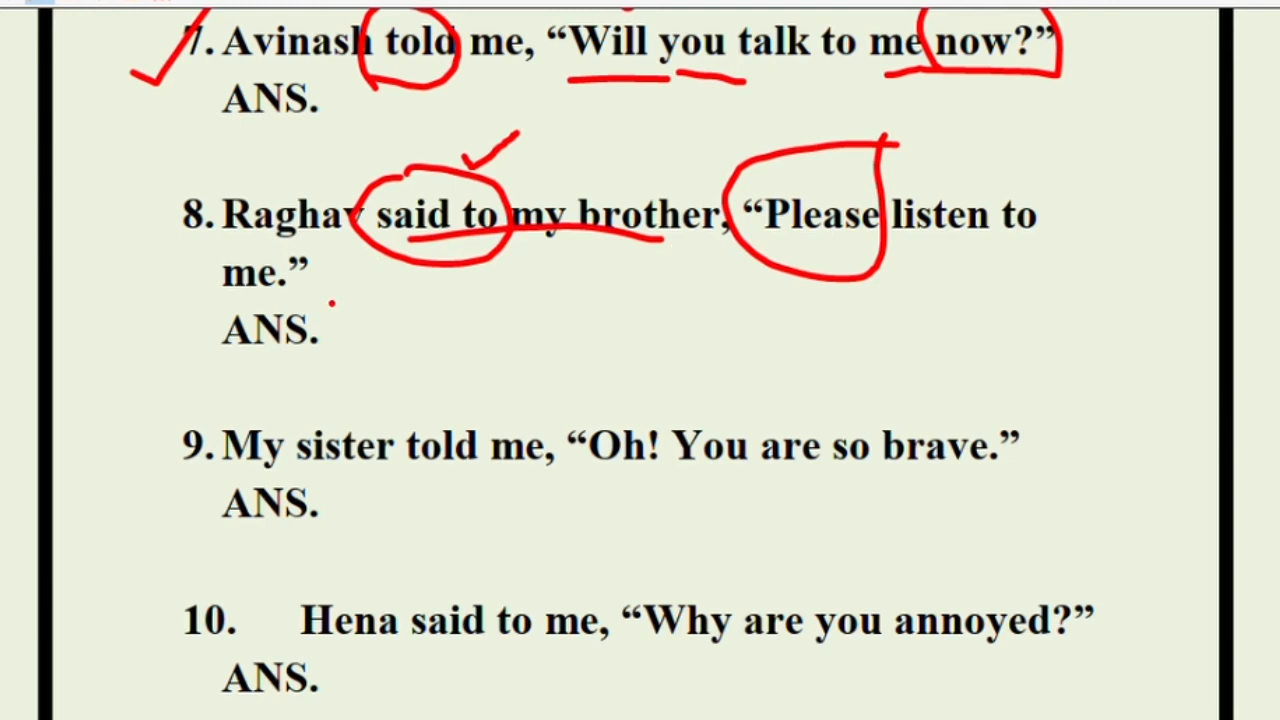 7. Avinash told me, “Will you talk to me now?”
ANS.
8. Raghav said to my brother, “Please listen to
me.”
ANS.
9. My sister told me, “Oh! You are so brave.”
ANS.
10. Hena said to me, “Why are you annoyed?”
ANS.